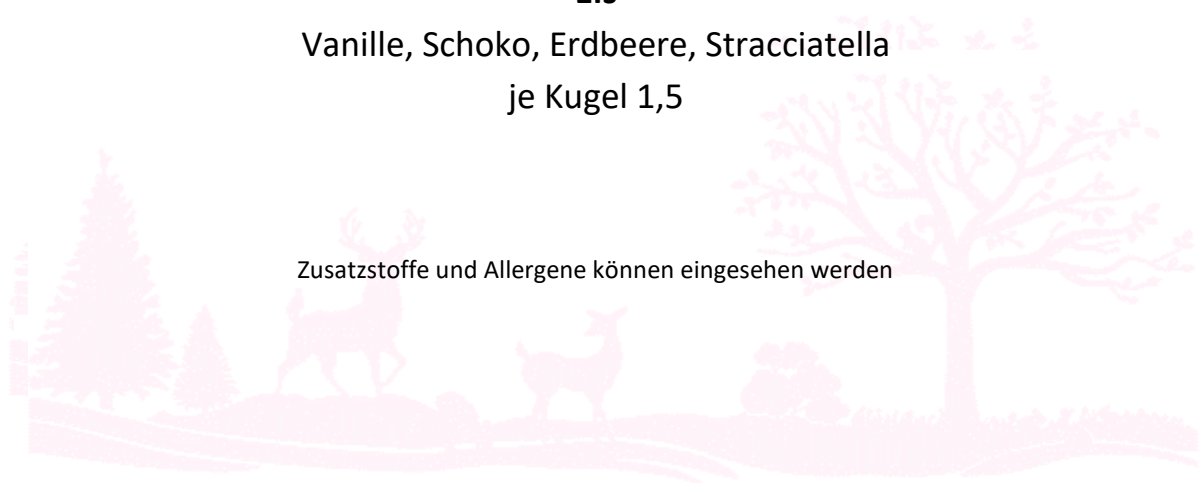 Vanille, Schoko, Erdbeere, Stracciatella
je Kugel 1,5
Zusatzstoffe und Allergene können eingesehen werden